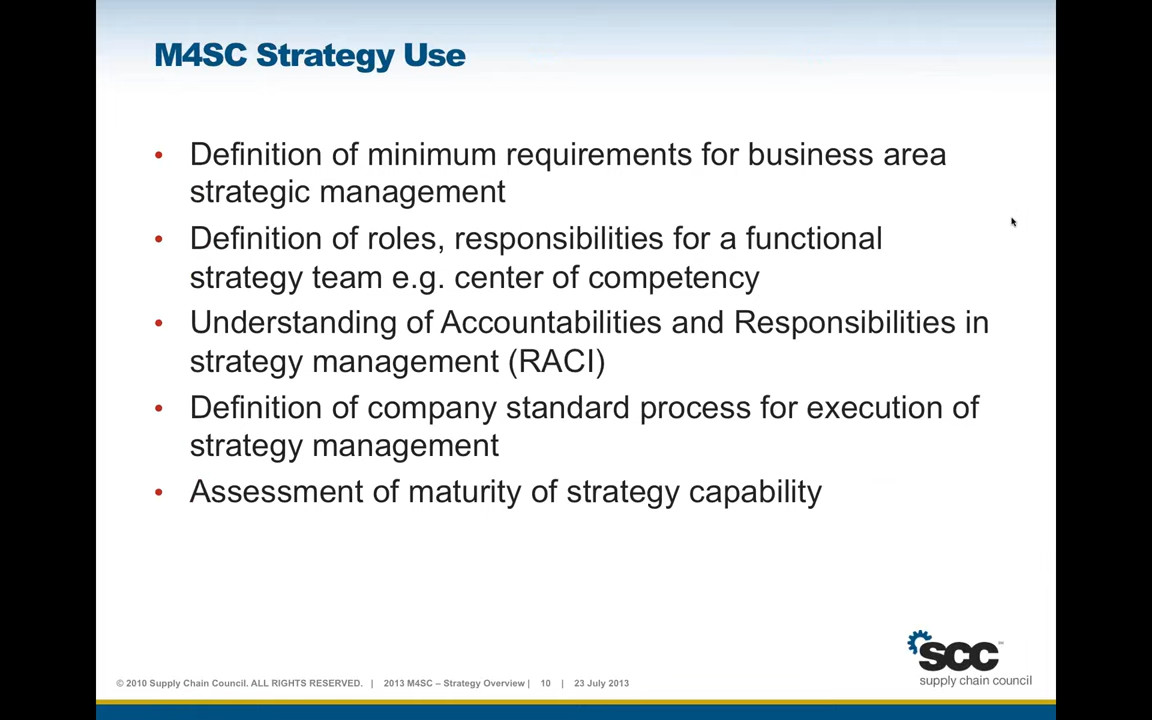 M4SC Strategy Use
• Definition of minimum requirements for business area
strategic management
• Definition of roles, responsibilities for a functional
strategy team e.g. center of competency
• Understanding of Accountabilities and Responsibilities in
strategy management (RACI)
• Definition of company standard process for execution of
strategy management
• Assessment of maturity of strategy capability
SCC™
supply chain council
© 2010 Supply Chain Council. ALL RIGHTS RESERVED. | 2013 M4SC – Strategy Overview | 10 | 23 July 2013